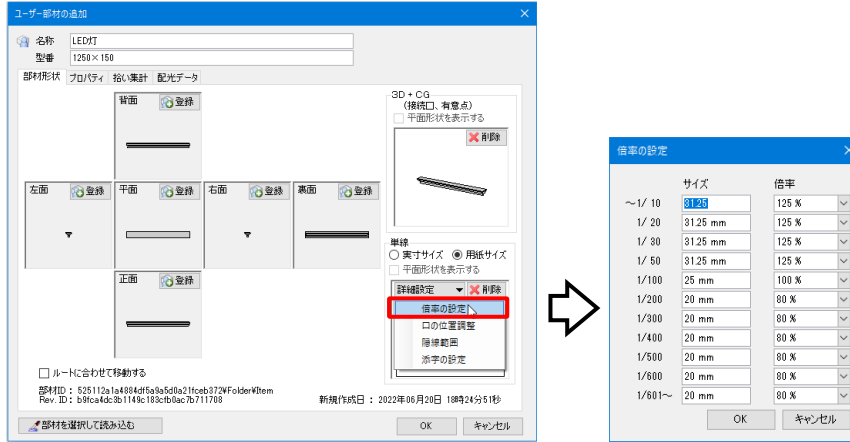 ユーザー部材の追加
名称 LED灯
型番 1250×150
部材形状 プロパティ 拾い集計 配光データ
背面 登録
左面 登録 平面 登録 右面 登録 裏面 登録
正面 登録
3D + CG
(接続口、有意点)
平面形状を表示する
削除
単線
実寸サイズ 用紙サイズ
平面形状を表示する
詳細設定 削除
倍率の設定
口の位置調整
隠線範囲
添字の設定
ルートに合わせて移動する
部材ID : 525112a1a4884df5a9a5d0a21fceb372¥Folder¥Item
Rev. ID : b9fca4dc3b1149c183cfb0ac7b711708
新規作成日 : 2022年06月20日 18時24分51秒
部材を選択して読み込む OK キャンセル
倍率の設定
サイズ 倍率
～1/ 10 31.25 125 %
1/ 20 31.25 mm 125 %
1/ 30 31.25 mm 125 %
1/ 50 31.25 mm 125 %
1/100 25 mm 100 %
1/200 20 mm 80 %
1/300 20 mm 80 %
1/400 20 mm 80 %
1/500 20 mm 80 %
1/600 20 mm 80 %
1/601～ 20 mm 80 %
OK キャンセル